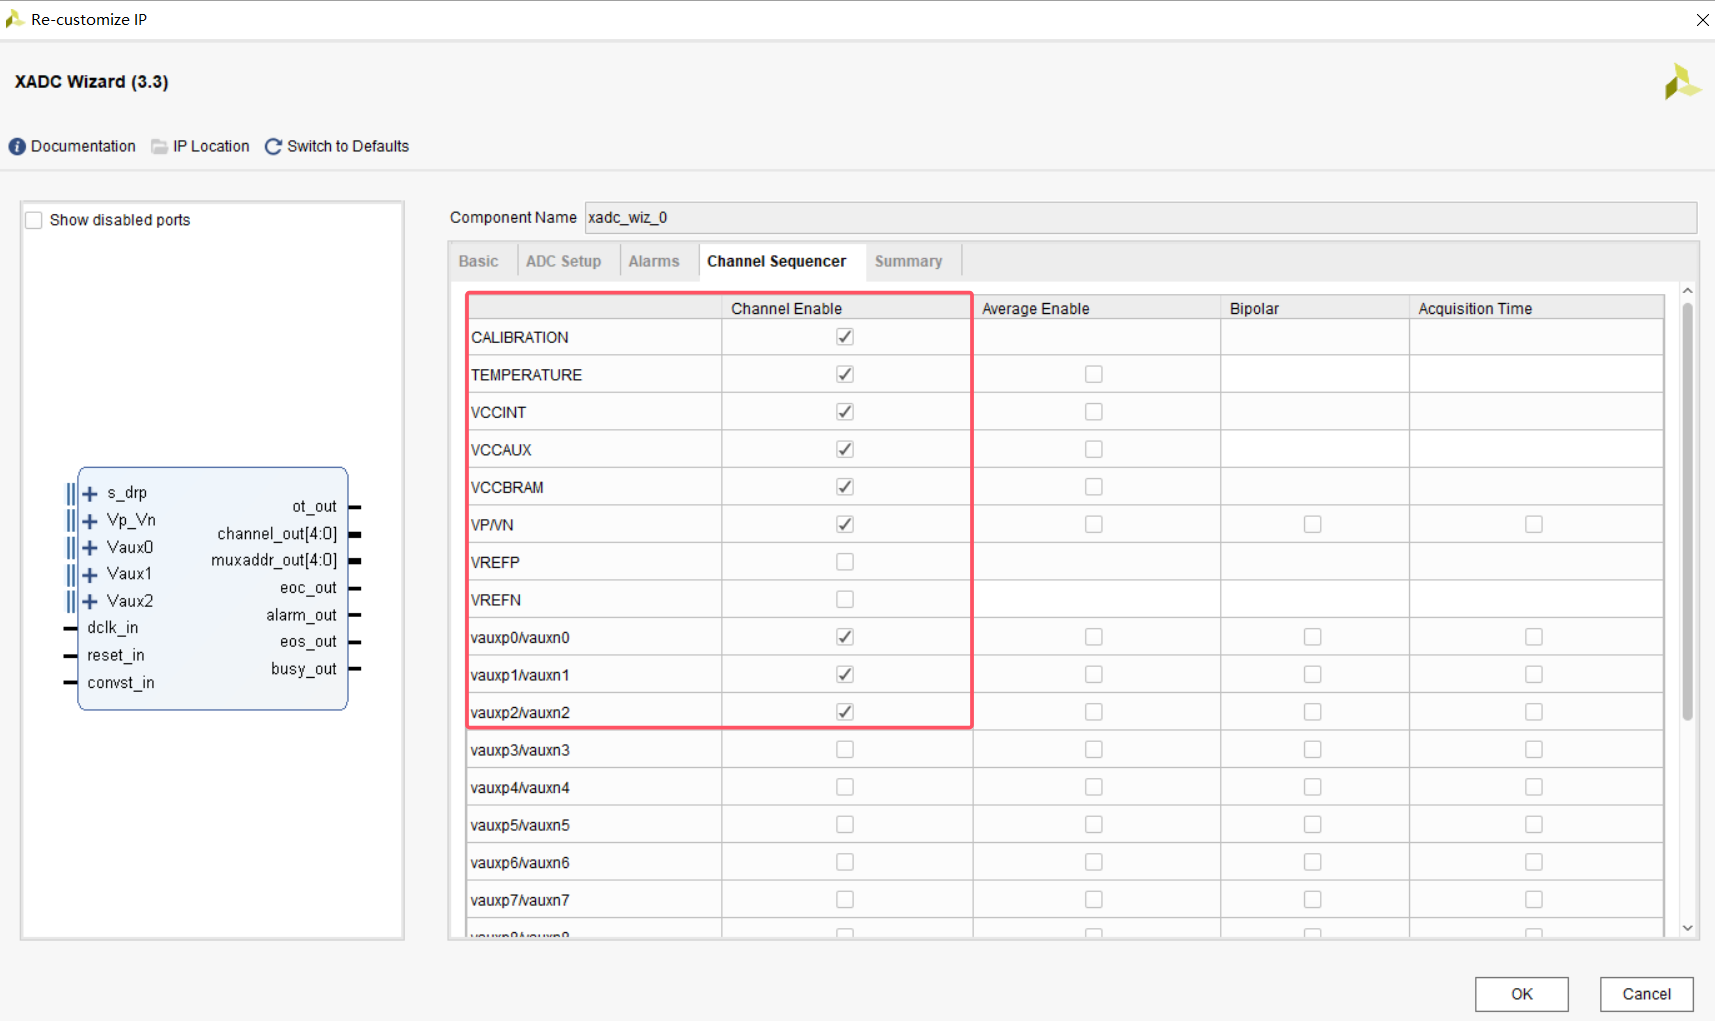 Re-customize IP
XADC Wizard (3.3)
Documentation IP Location Switch to Defaults
Show disabled ports
s_drp
Vp_Vn
Vaux0
Vaux1
Vaux2
dclk_in
reset_in
convst_in
ot_out
channel_out[4:0]
muxaddr_out[4:0]
eoc_out
alarm_out
eos_out
busy_out
Component Name xadc_wiz_0
Basic ADC Setup Alarms Channel Sequencer Summary
Channel Enable Average Enable Bipolar Acquisition Time
CALIBRATION
TEMPERATURE
VCCINT
VCCAUX
VCCBRAM
VP/VN
VREFP
VREFN
vauxp0/vauxn0
vauxp1/vauxn1
vauxp2/vauxn2
vauxp3/vauxn3
vauxp4/vauxn4
vauxp5/vauxn5
vauxp6/vauxn6
vauxp7/vauxn7
OK Cancel